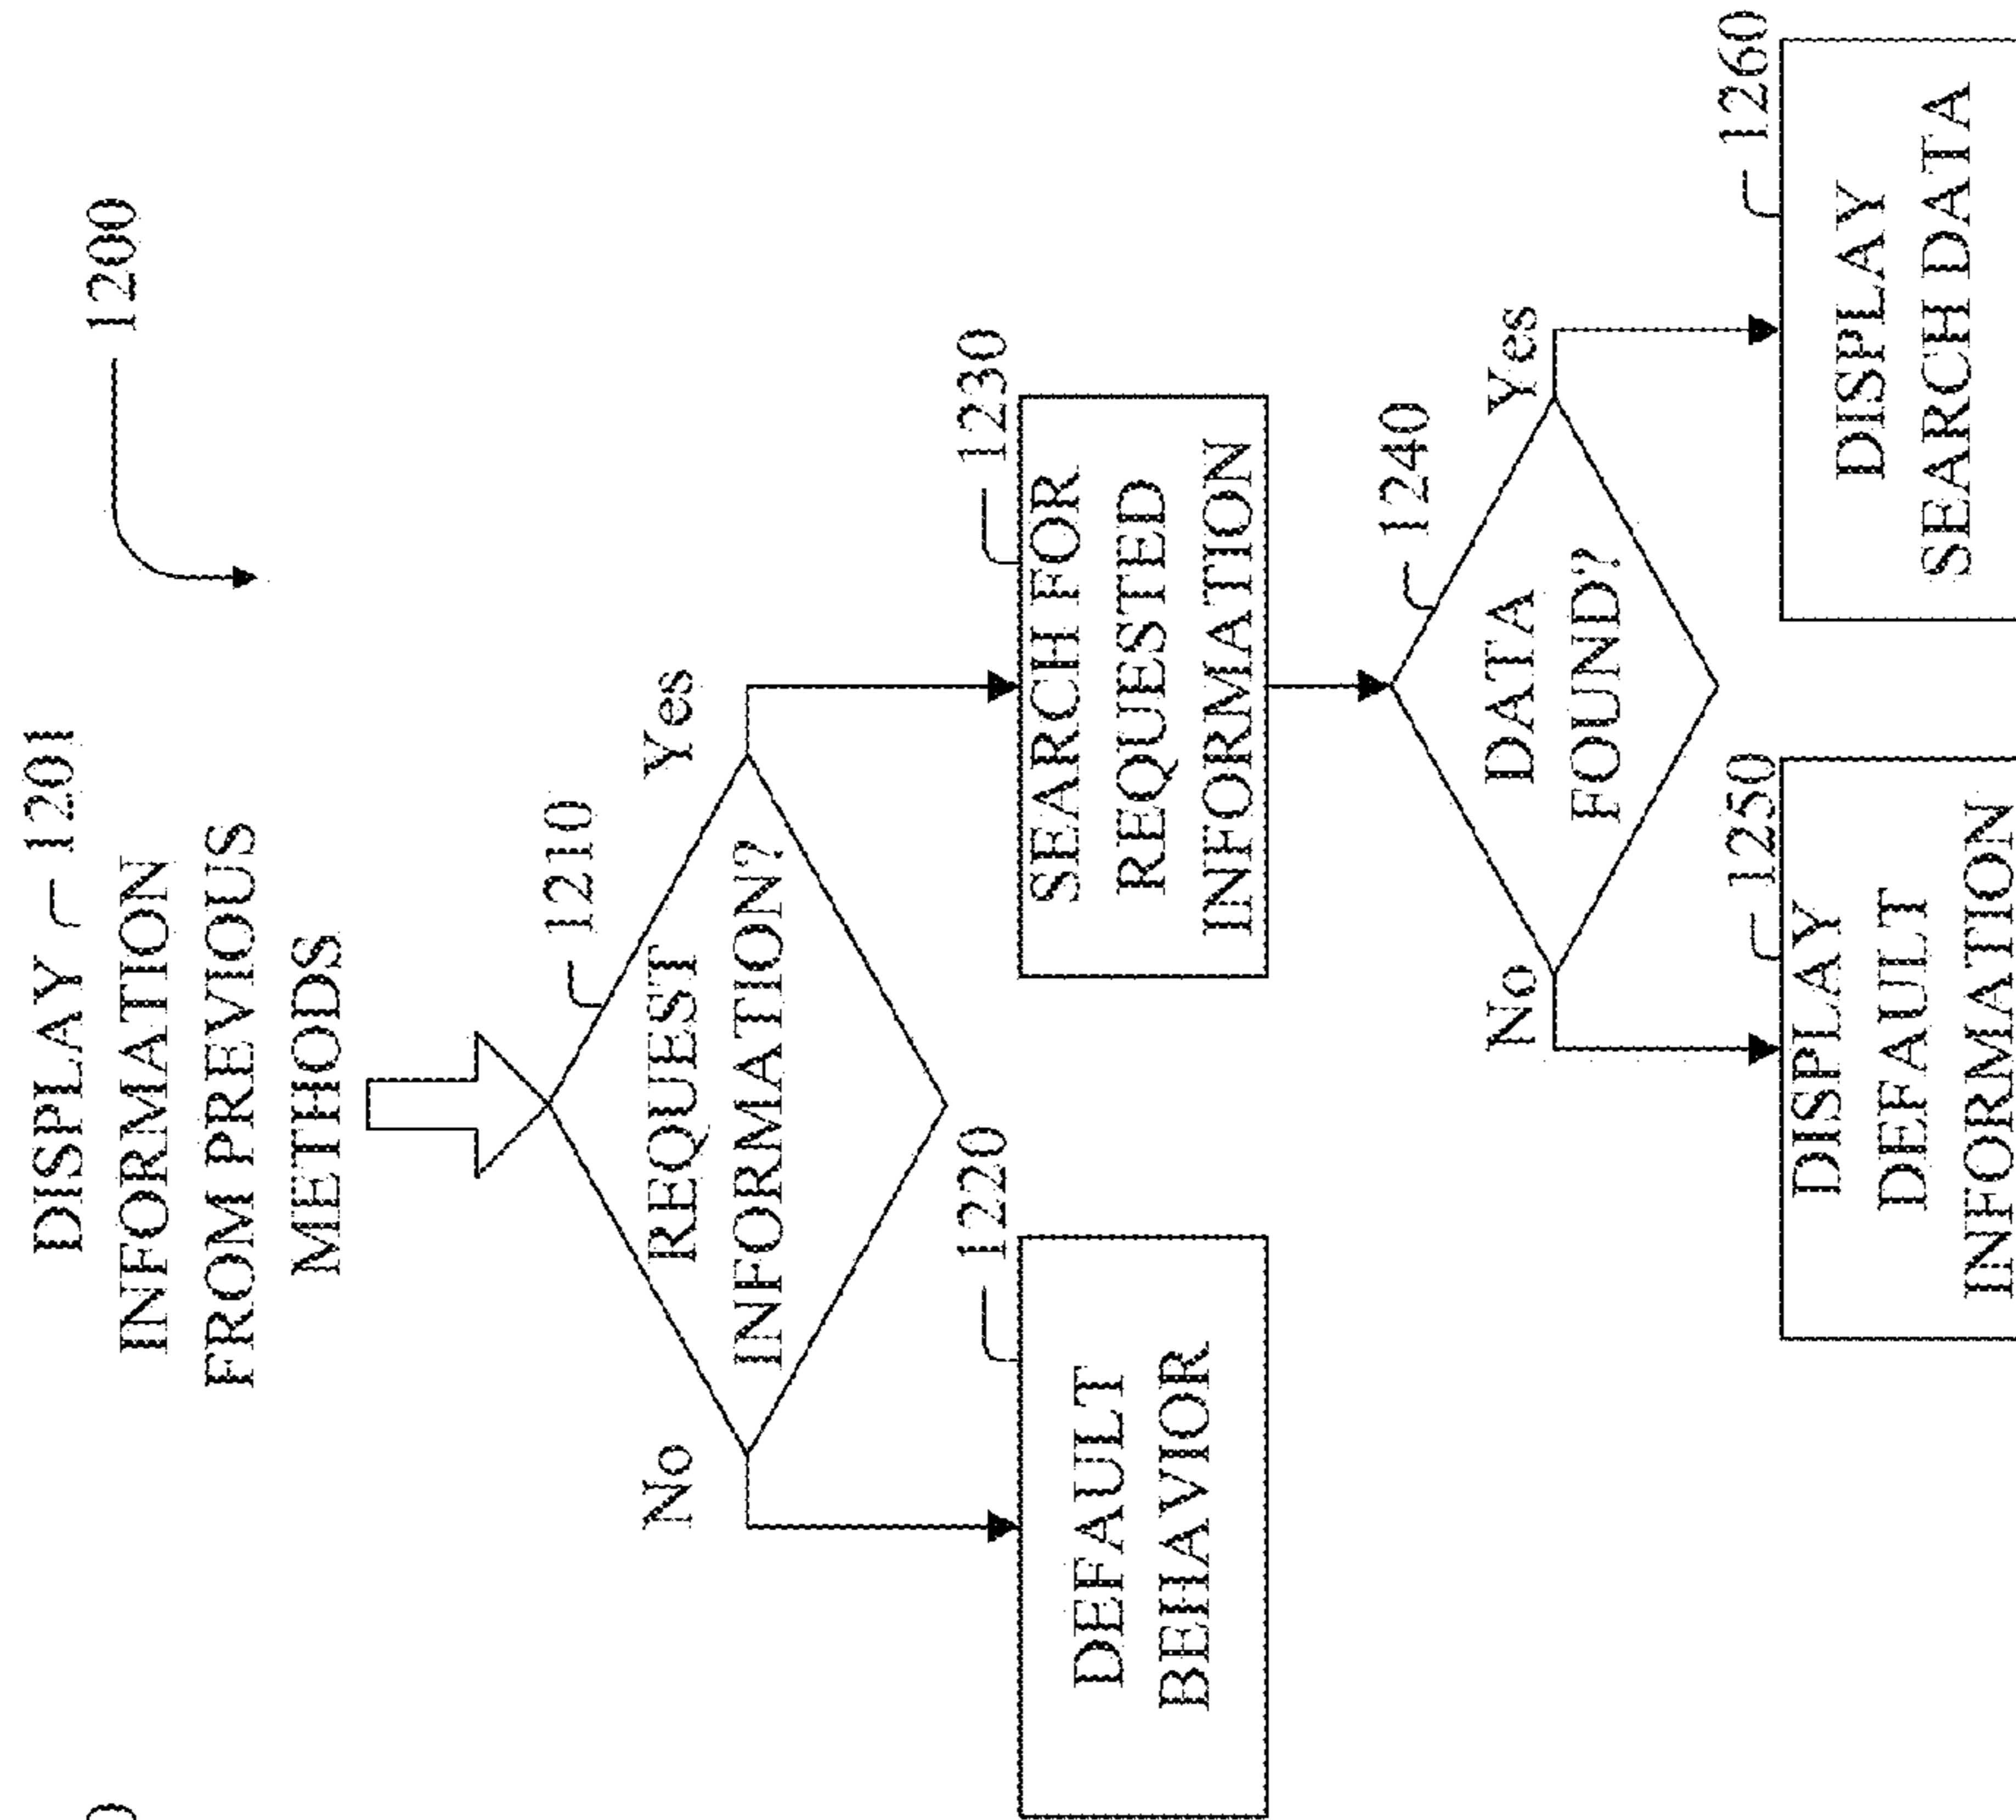 1200
DISPLAY 1201
INFORMATION
FROM PREVIOUS
METHODS
1210
REQUEST
INFORMATION?
No
Yes
1220
DEFAULT
BEHAVIOR
1230
SEARCH FOR
REQUESTED
INFORMATION
1240
DATA
FOUND?
No
Yes
1250
DISPLAY
DEFAULT
INFORMATION
1260
DISPLAY
SEARCH DATA